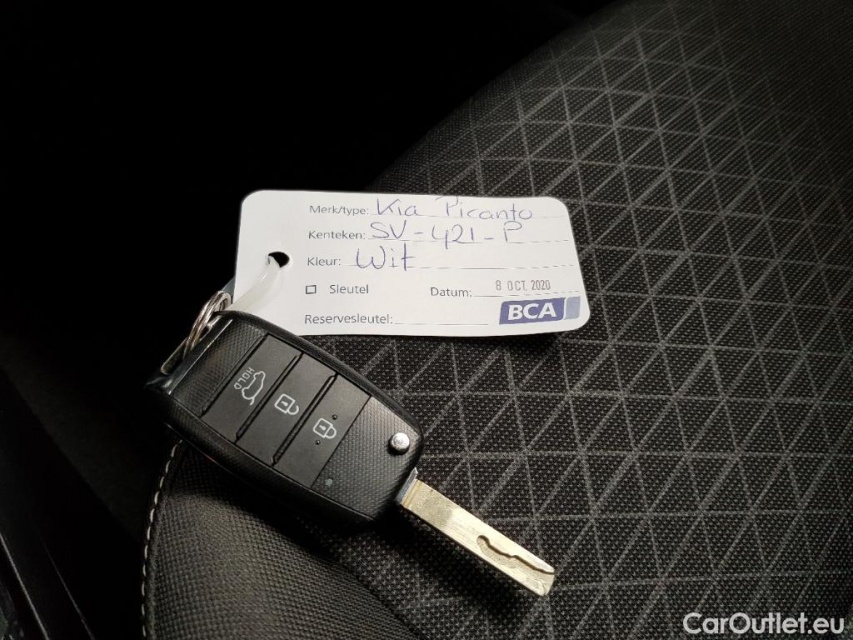 Merk/type: Kia Picanto
Kenteken: SV-421-P
Kleur: Wit
Sleutel
Datum: 8 OCT. 2020
Reservesleutel:
BCA
HOLD
CarOutlet.eu